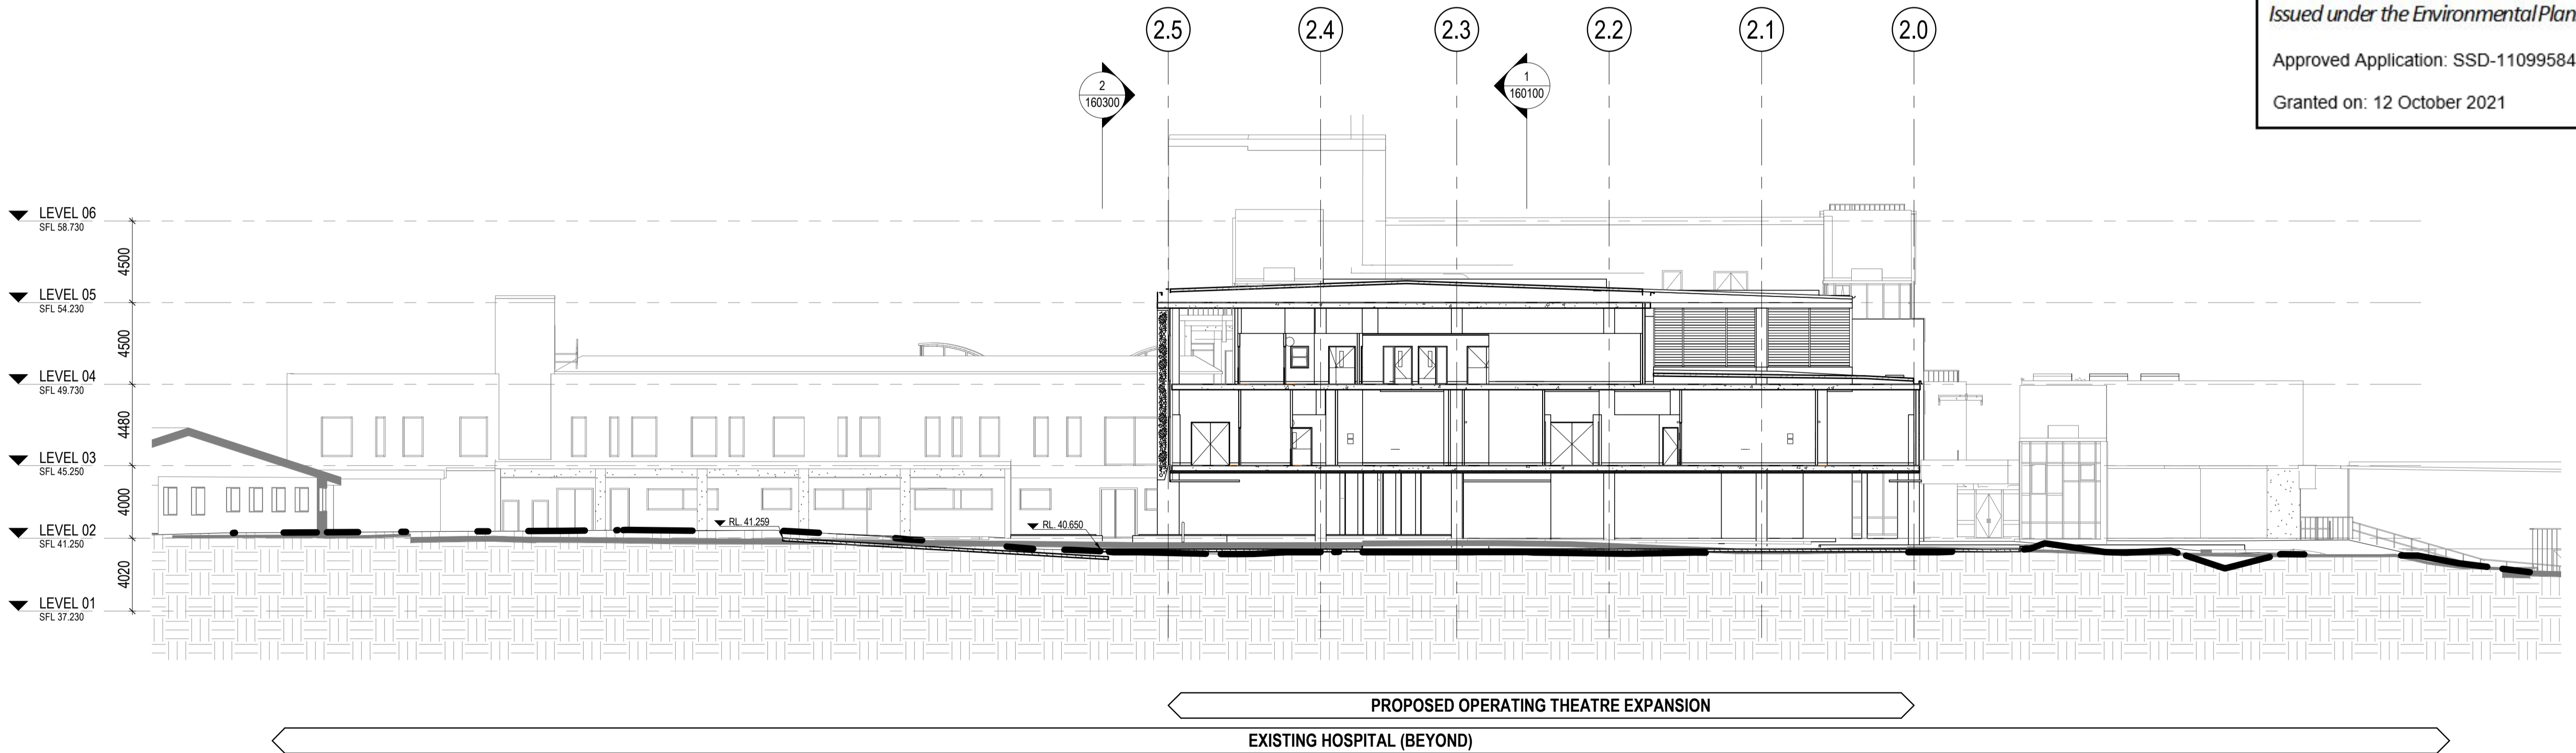 Issued under the Environmental Plan
Approved Application: SSD-11099584
Granted on: 12 October 2021
2.5
2.4
2.3
2.2
2.1
2.0
2
160300
1
160100
LEVEL 06
SFL 58.730
4500
LEVEL 05
SFL 54.230
4500
LEVEL 04
SFL 49.730
4480
LEVEL 03
SFL 45.250
4000
RL. 41.259
RL. 40.650
LEVEL 02
SFL 41.250
4020
LEVEL 01
SFL 37.230
PROPOSED OPERATING THEATRE EXPANSION
EXISTING HOSPITAL (BEYOND)